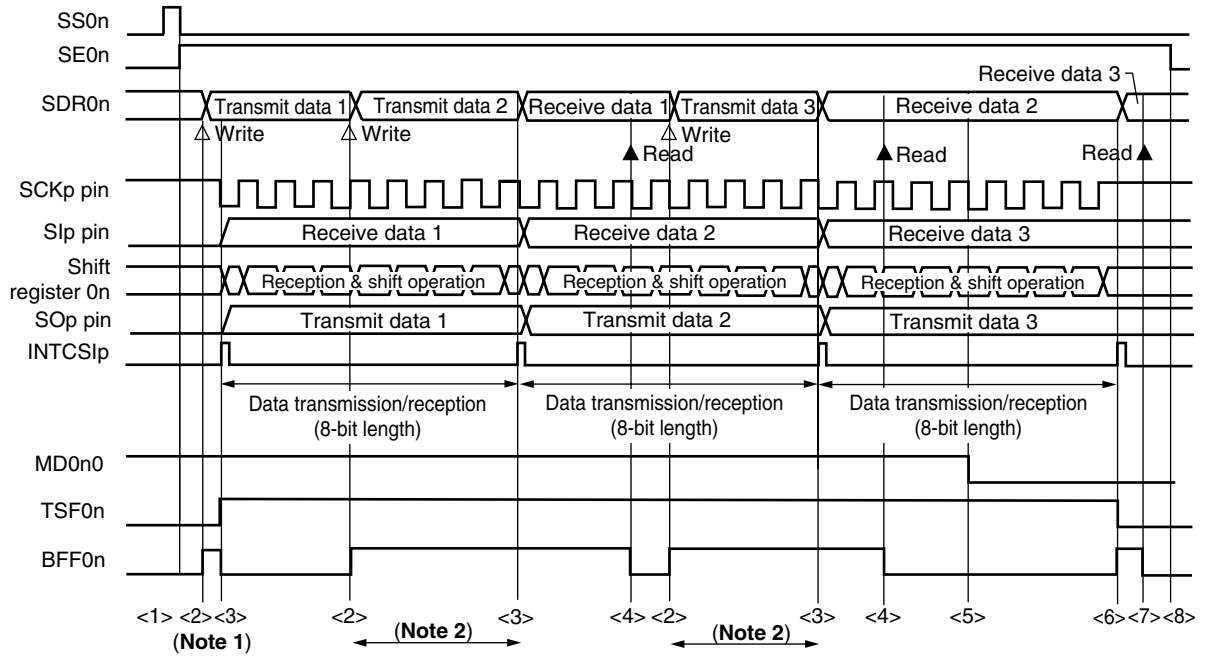 SS0n
SE0n
Receive data 3
SDR0n Transmit data 1 Transmit data 2 Receive data 1 Transmit data 3 Receive data 2
Write Write Write
Read Read Read
SCKp pin
SIp pin Receive data 1 Receive data 2 Receive data 3
Shift
register 0n Reception & shift operation Reception & shift operation Reception & shift operation
SOp pin Transmit data 1 Transmit data 2 Transmit data 3
INTCSIp
Data transmission/reception Data transmission/reception Data transmission/reception
(8-bit length) (8-bit length) (8-bit length)
MD0n0
TSF0n
BFF0n
<1> <2><3> <2> <3> <4> <2> <3> <4> <5> <6><7><8>
(Note 1) (Note 2) (Note 2)